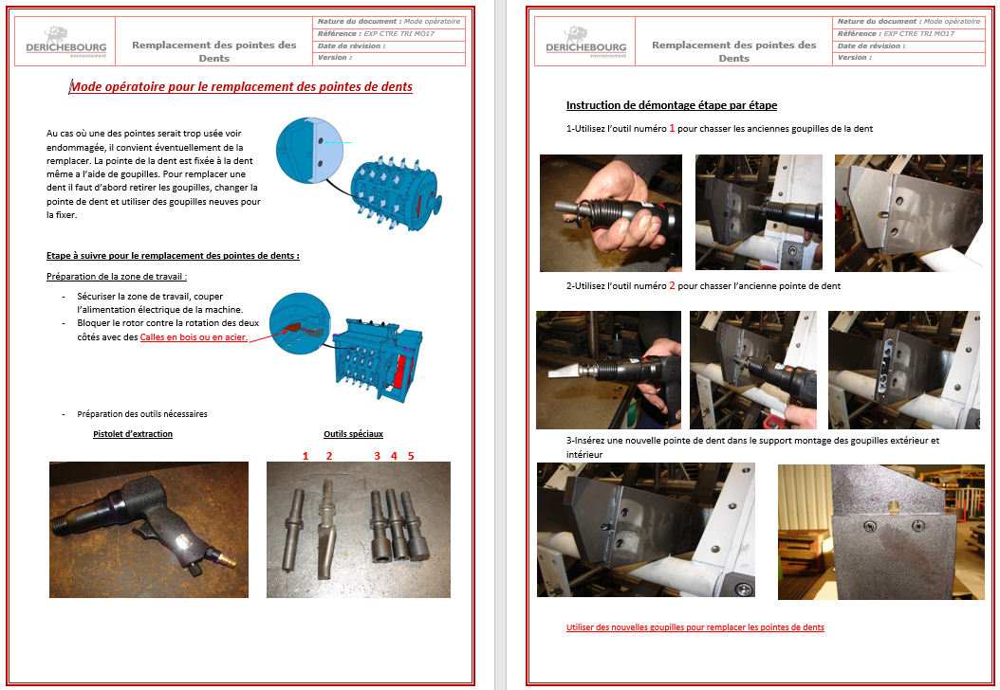 DERICHEBOURG
environnement
Remplacement des pointes des
Dents
Nature du document : Mode opératoire
Référence : EXP CTRE TRI MO17
Date de révision :
Version :
Mode opératoire pour le remplacement des pointes de dents
Au cas où une des pointes serait trop usée voir
endommagée, il convient éventuellement de la
remplacer. La pointe de la dent est fixée à la dent
même a l’aide de goupilles. Pour remplacer une
dent il faut d’abord retirer les goupilles, changer la
pointe de dent et utiliser des goupilles neuves pour
la fixer.
Etape à suivre pour le remplacement des pointes de dents :
Préparation de la zone de travail :
- Sécuriser la zone de travail, couper
l’alimentation électrique de la machine.
- Bloquer le rotor contre la rotation des deux
côtés avec des Calles en bois ou en acier.
- Préparation des outils nécessaires
Pistolet d’extraction
Outils spéciaux
1 2 3 4 5
DERICHEBOURG
environnement
Remplacement des pointes des
Dents
Nature du document : Mode opératoire
Référence : EXP CTRE TRI MO17
Date de révision :
Version :
Instruction de démontage étape par étape
1-Utilisez l’outil numéro 1 pour chasser les anciennes goupilles de la dent
2-Utilisez l’outil numéro 2 pour chasser l’ancienne pointe de dent
3-Insérez une nouvelle pointe de dent dans le support montage des goupilles extérieur et
intérieur
Utiliser des nouvelles goupilles pour remplacer les pointes de dents